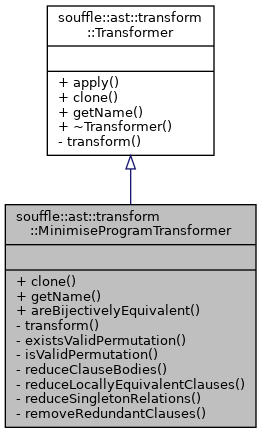 souffle::ast::transform
::Transformer
+ apply()
+ clone()
+ getName()
+ ~Transformer()
- transform()
souffle::ast::transform
::MinimiseProgramTransformer
+ clone()
+ getName()
+ areBijectivelyEquivalent()
- transform()
- existsValidPermutation()
- isValidPermutation()
- reduceClauseBodies()
- reduceLocallyEquivalentClauses()
- reduceSingletonRelations()
- removeRedundantClauses()